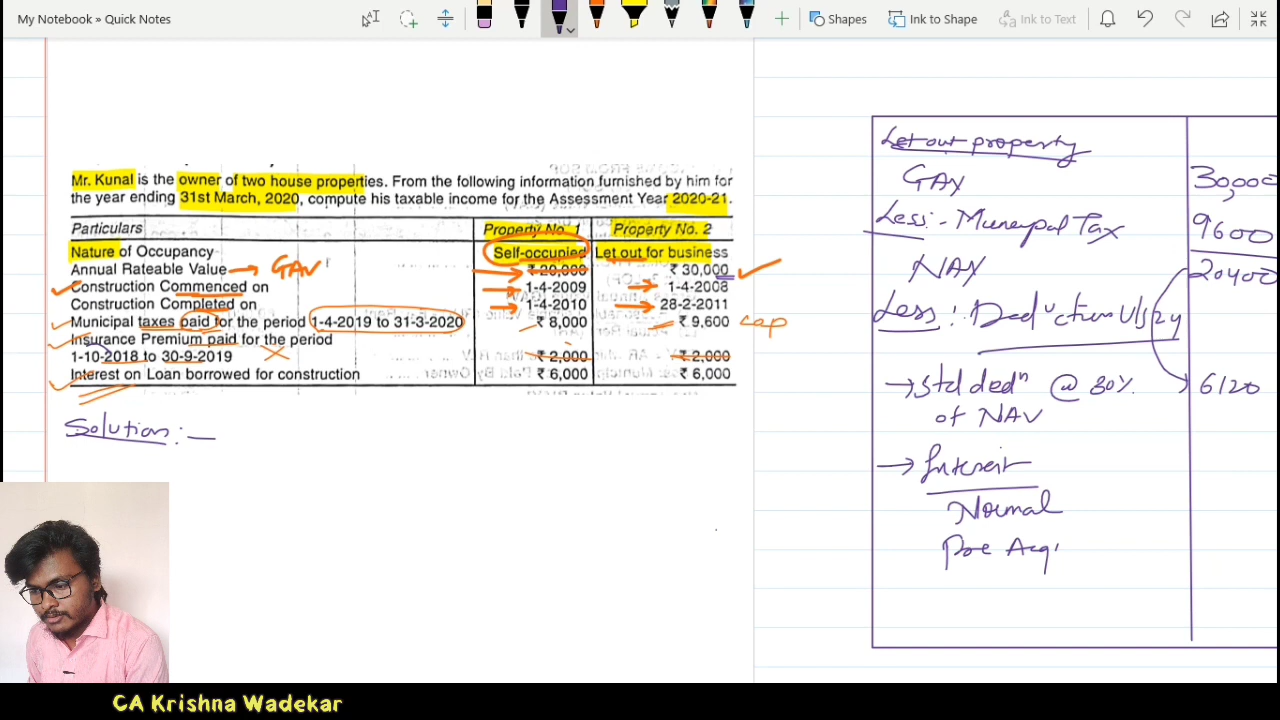 My Notebook » Quick Notes
Shapes
Ink to Shape
Ink to Text
Mr. Kunal is the owner of two house properties. From the following information furnished by him for
the year ending 31st March, 2020, compute his taxable income for the Assessment Year 2020-21.
Particulars Property No. 1 Property No. 2
Nature of Occupancy Self-occupied Let out for business
Annual Rateable Value → GAV ₹ 20,000 ₹ 30,000
Construction Commenced on 1-4-2009 1-4-2008
Construction Completed on 1-4-2010 28-2-2011
Municipal taxes paid for the period 1-4-2019 to 31-3-2020 ₹ 8,000 ₹ 9,600
Insurance Premium paid for the period
1-10-2018 to 30-9-2019 ₹ 2,000 ₹ 2,000
Interest on Loan borrowed for construction ₹ 6,000 ₹ 6,000
Solution :—
Let out property
GAV 30,000
Less :- Municipal Tax 9600
NAV 20400
Less : Deduction U/s 24
→ Std dedn @ 30% 6120
of NAV
→ Interest
Normal
Pre Acq
CA Krishna Wadekar